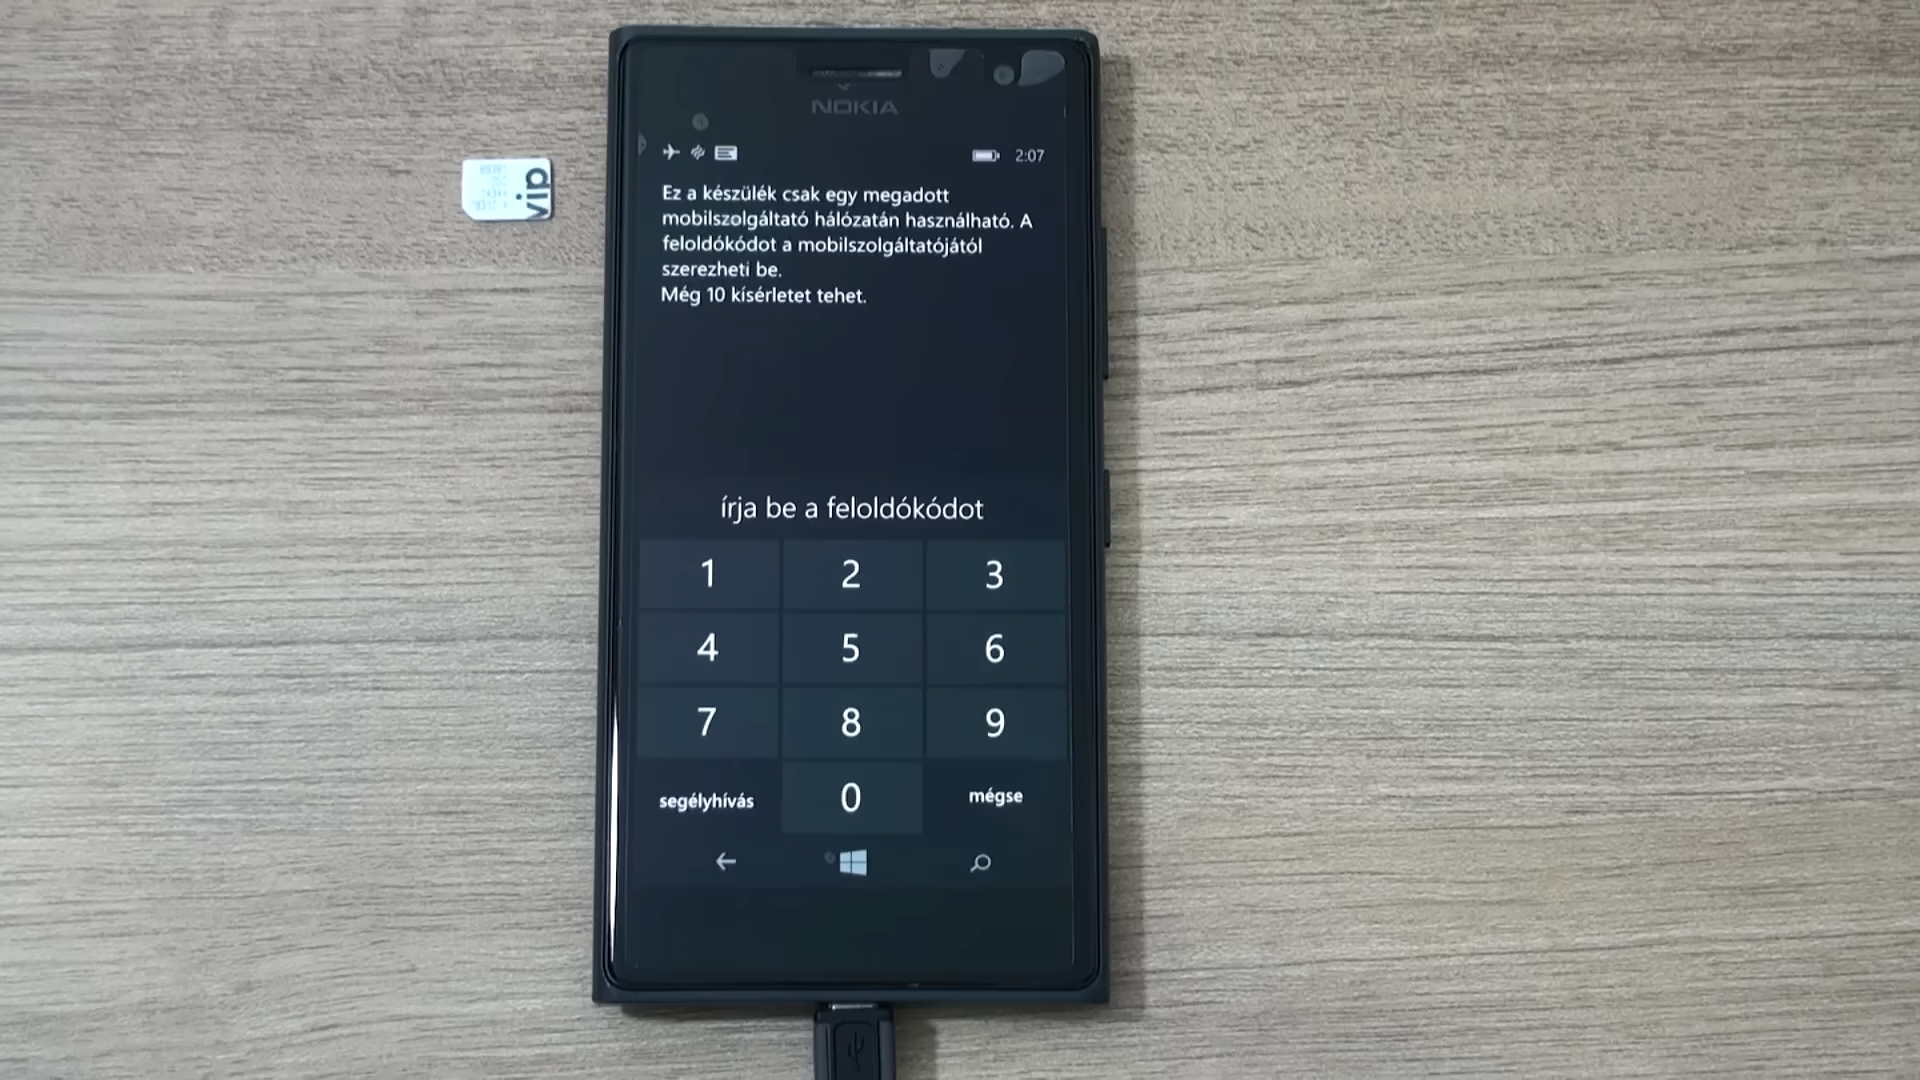 NOKIA
2:07
vip
Ez a készülék csak egy megadott
mobilszolgáltató hálózatán használható. A
feloldókódot a mobilszolgáltatójától
szerezheti be.
Még 10 kísérletet tehet.
írja be a feloldókódot
1 2 3
4 5 6
7 8 9
segélyhívás 0 mégse